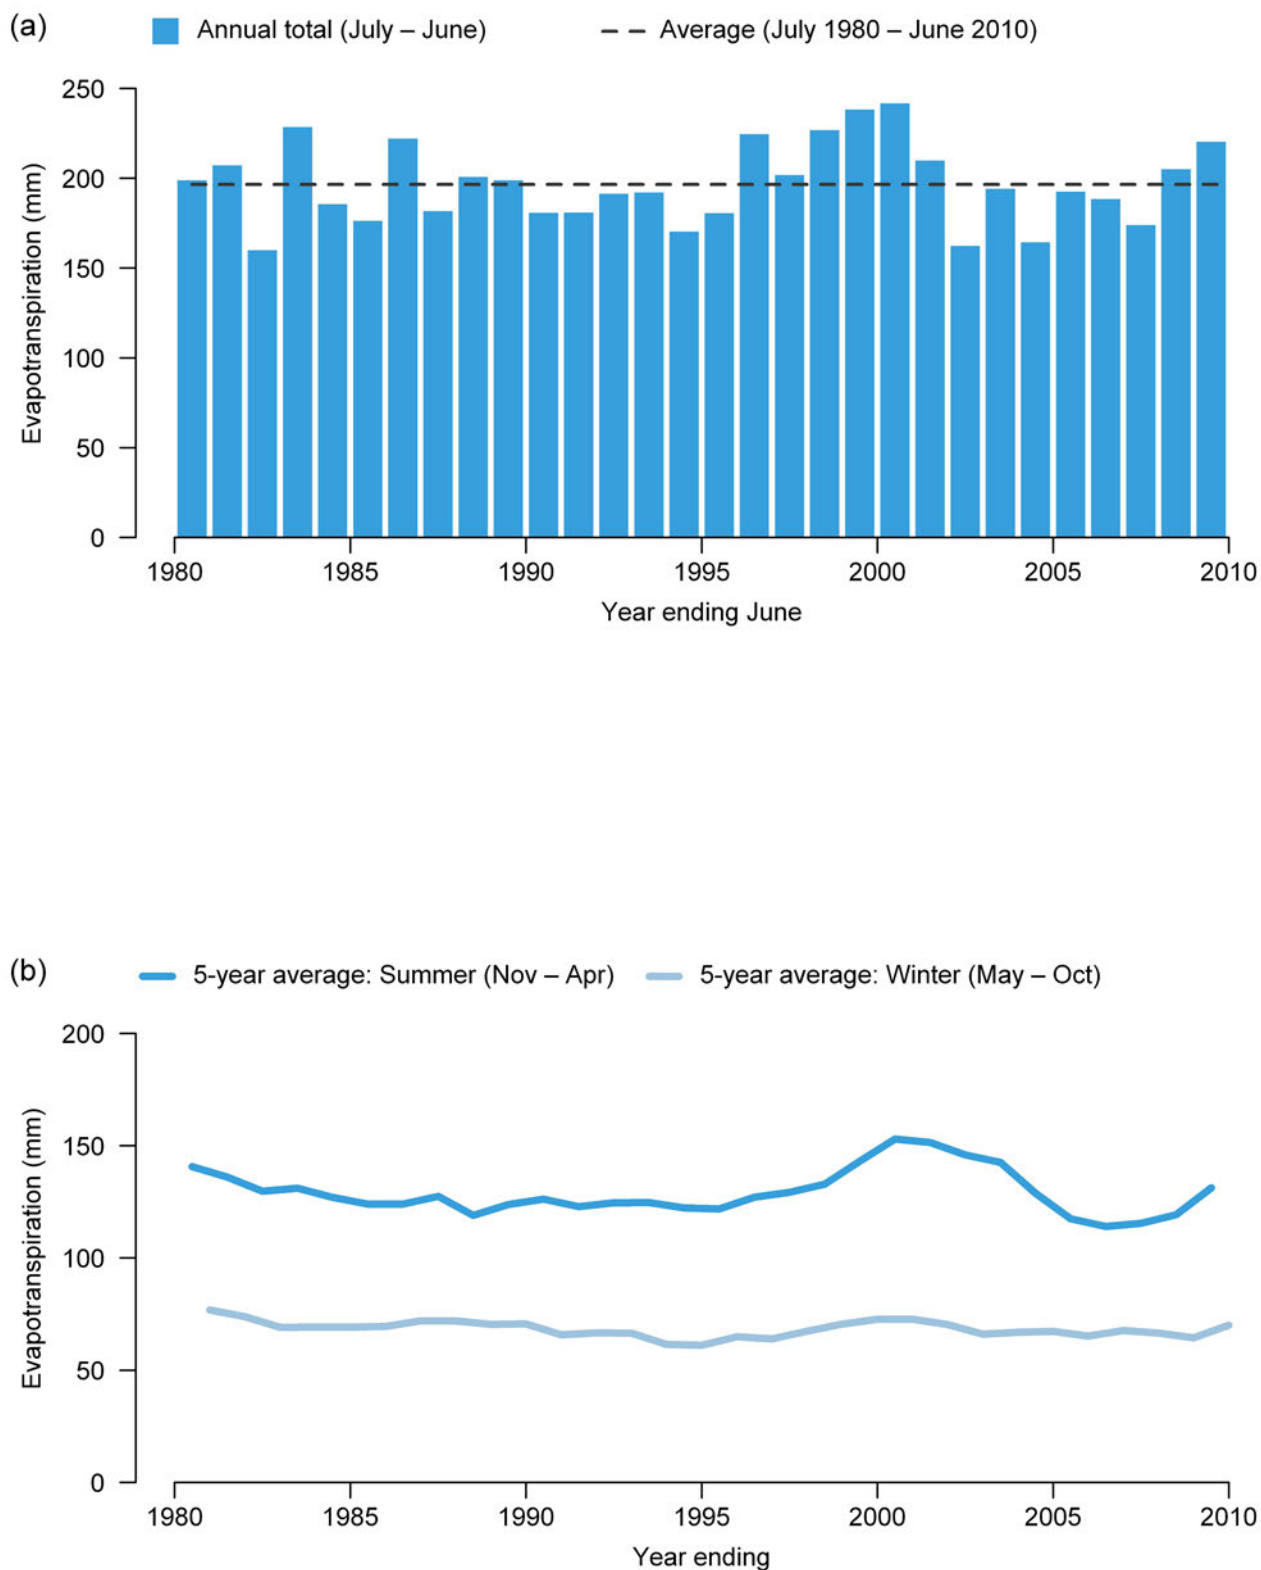 (a)
Annual total (July – June) Average (July 1980 – June 2010)
250
200
150
100
50
0
Evapotranspiration (mm)
1980 1985 1990 1995 2000 2005 2010
Year ending June
(b)
5-year average: Summer (Nov – Apr) 5-year average: Winter (May – Oct)
200
150
100
50
0
Evapotranspiration (mm)
1980 1985 1990 1995 2000 2005 2010
Year ending